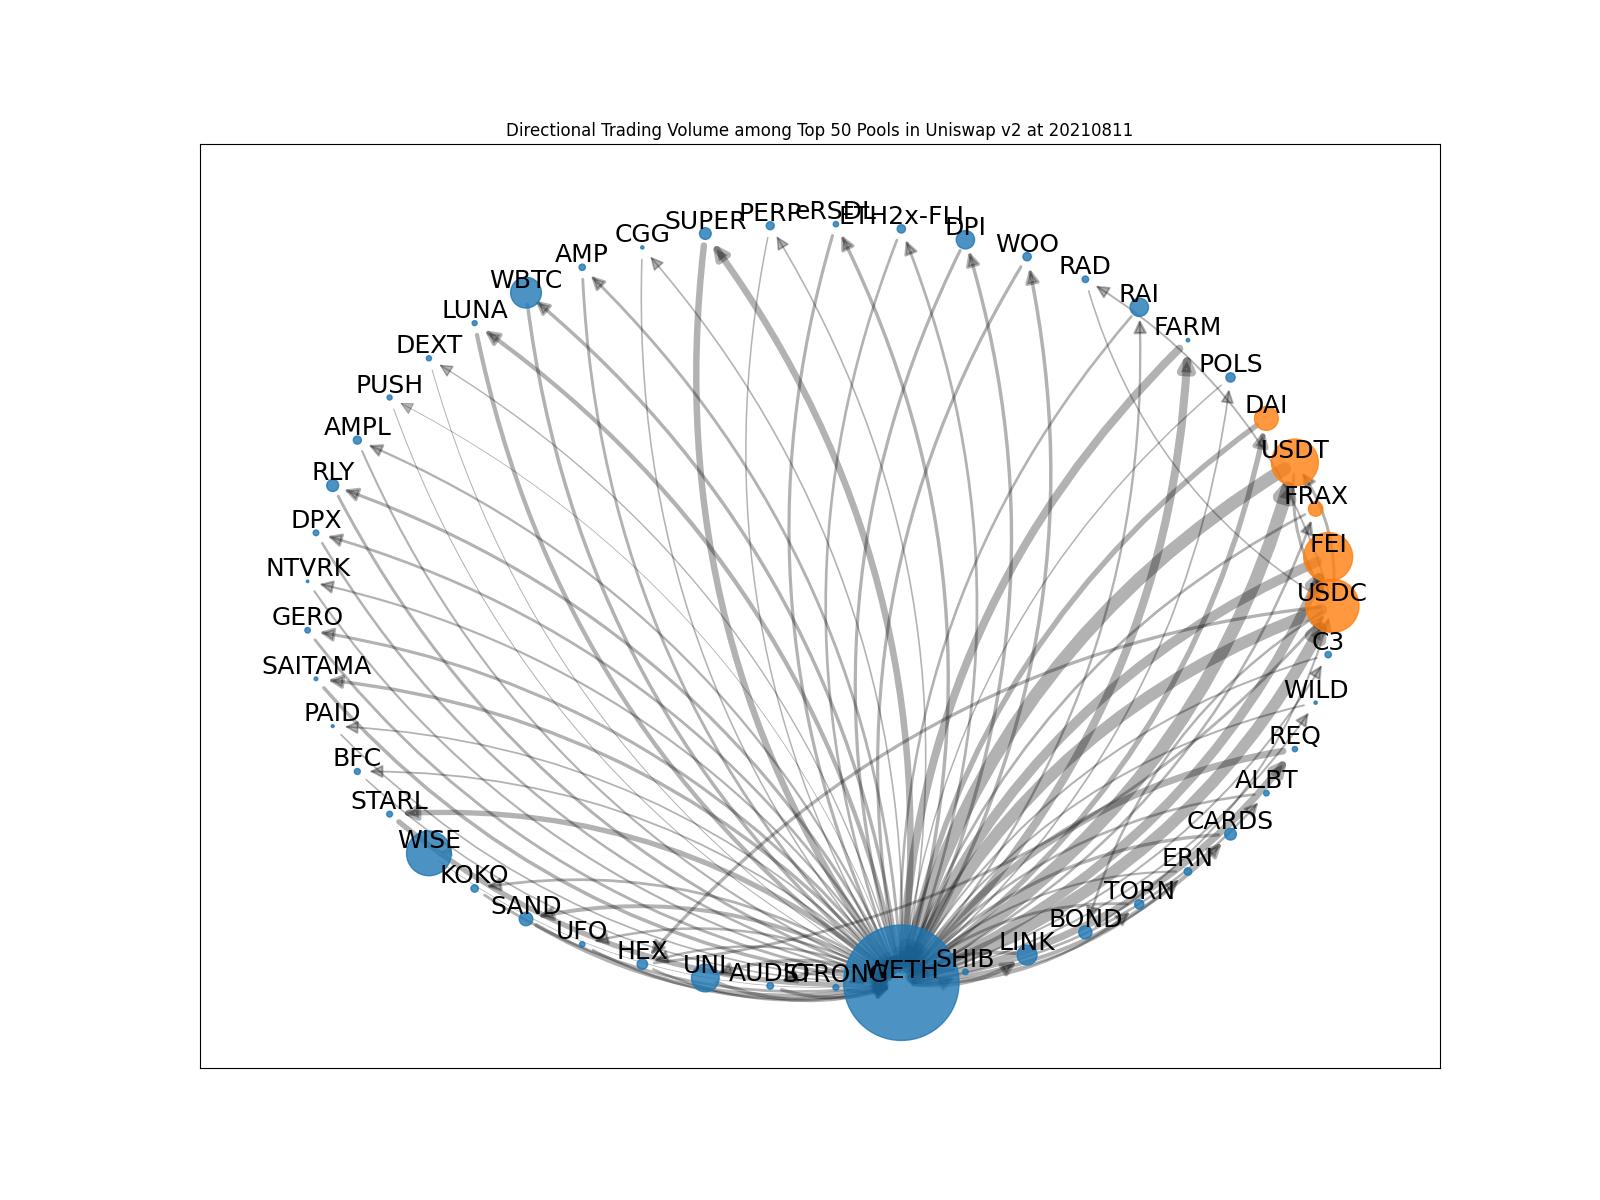 Directional Trading Volume among Top 50 Pools in Uniswap v2 at 20210811
eRSDL
PERP
ETH2x-FLI
SUPER
DPI
CGG
WOO
AMP
RAD
WBTC
RAI
LUNA
FARM
DEXT
POLS
PUSH
DAI
AMPL
USDT
RLY
FRAX
DPX
FEI
NTVRK
USDC
GERO
C3
SAITAMA
WILD
PAID
REQ
BFC
ALBT
STARL
CARDS
WISE
ERN
KOKO
TORN
SAND
BOND
UFO
LINK
HEX
SHIB
UNI
AUDIO
STRONG
WETH